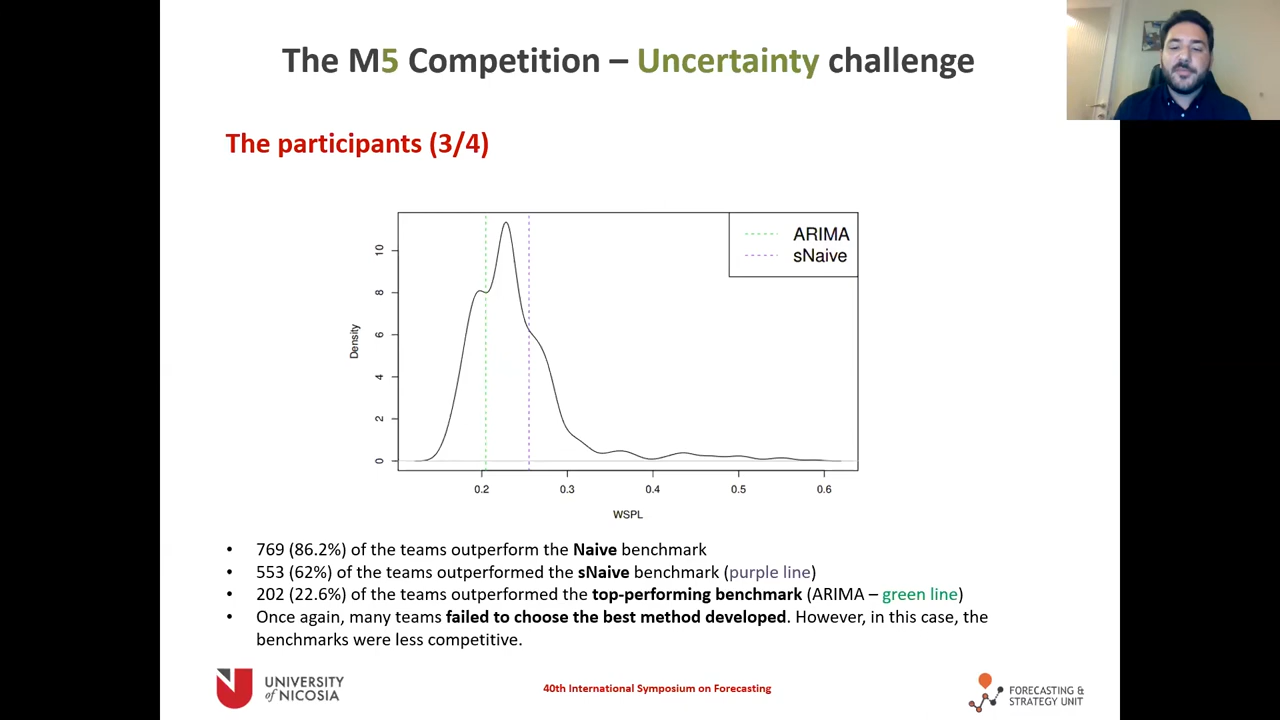 The M5 Competition – Uncertainty challenge
The participants (3/4)
ARIMA
sNaive
Density
0
2
4
6
8
10
0.2
0.3
0.4
0.5
0.6
WSPL
• 769 (86.2%) of the teams outperform the Naive benchmark
• 553 (62%) of the teams outperformed the sNaive benchmark (purple line)
• 202 (22.6%) of the teams outperformed the top-performing benchmark (ARIMA – green line)
• Once again, many teams failed to choose the best method developed. However, in this case, the
benchmarks were less competitive.
UNIVERSITY
of NICOSIA
40th International Symposium on Forecasting
FORECASTING &
STRATEGY UNIT